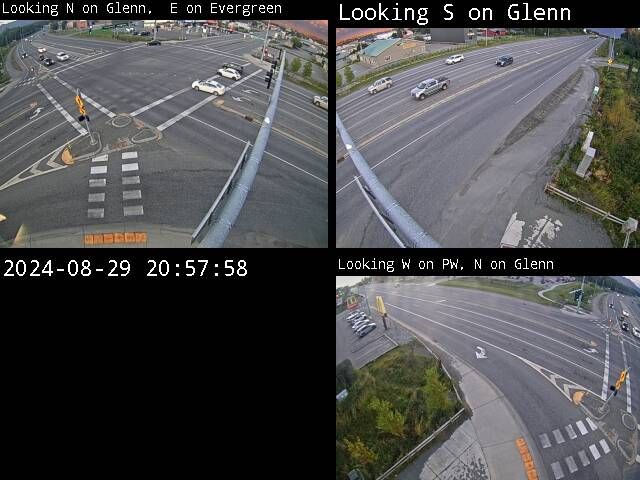 Looking N on Glenn,  E on Evergreen
Looking S on Glenn
2024-08-29 20:57:58
Looking W on PW, N on Glenn